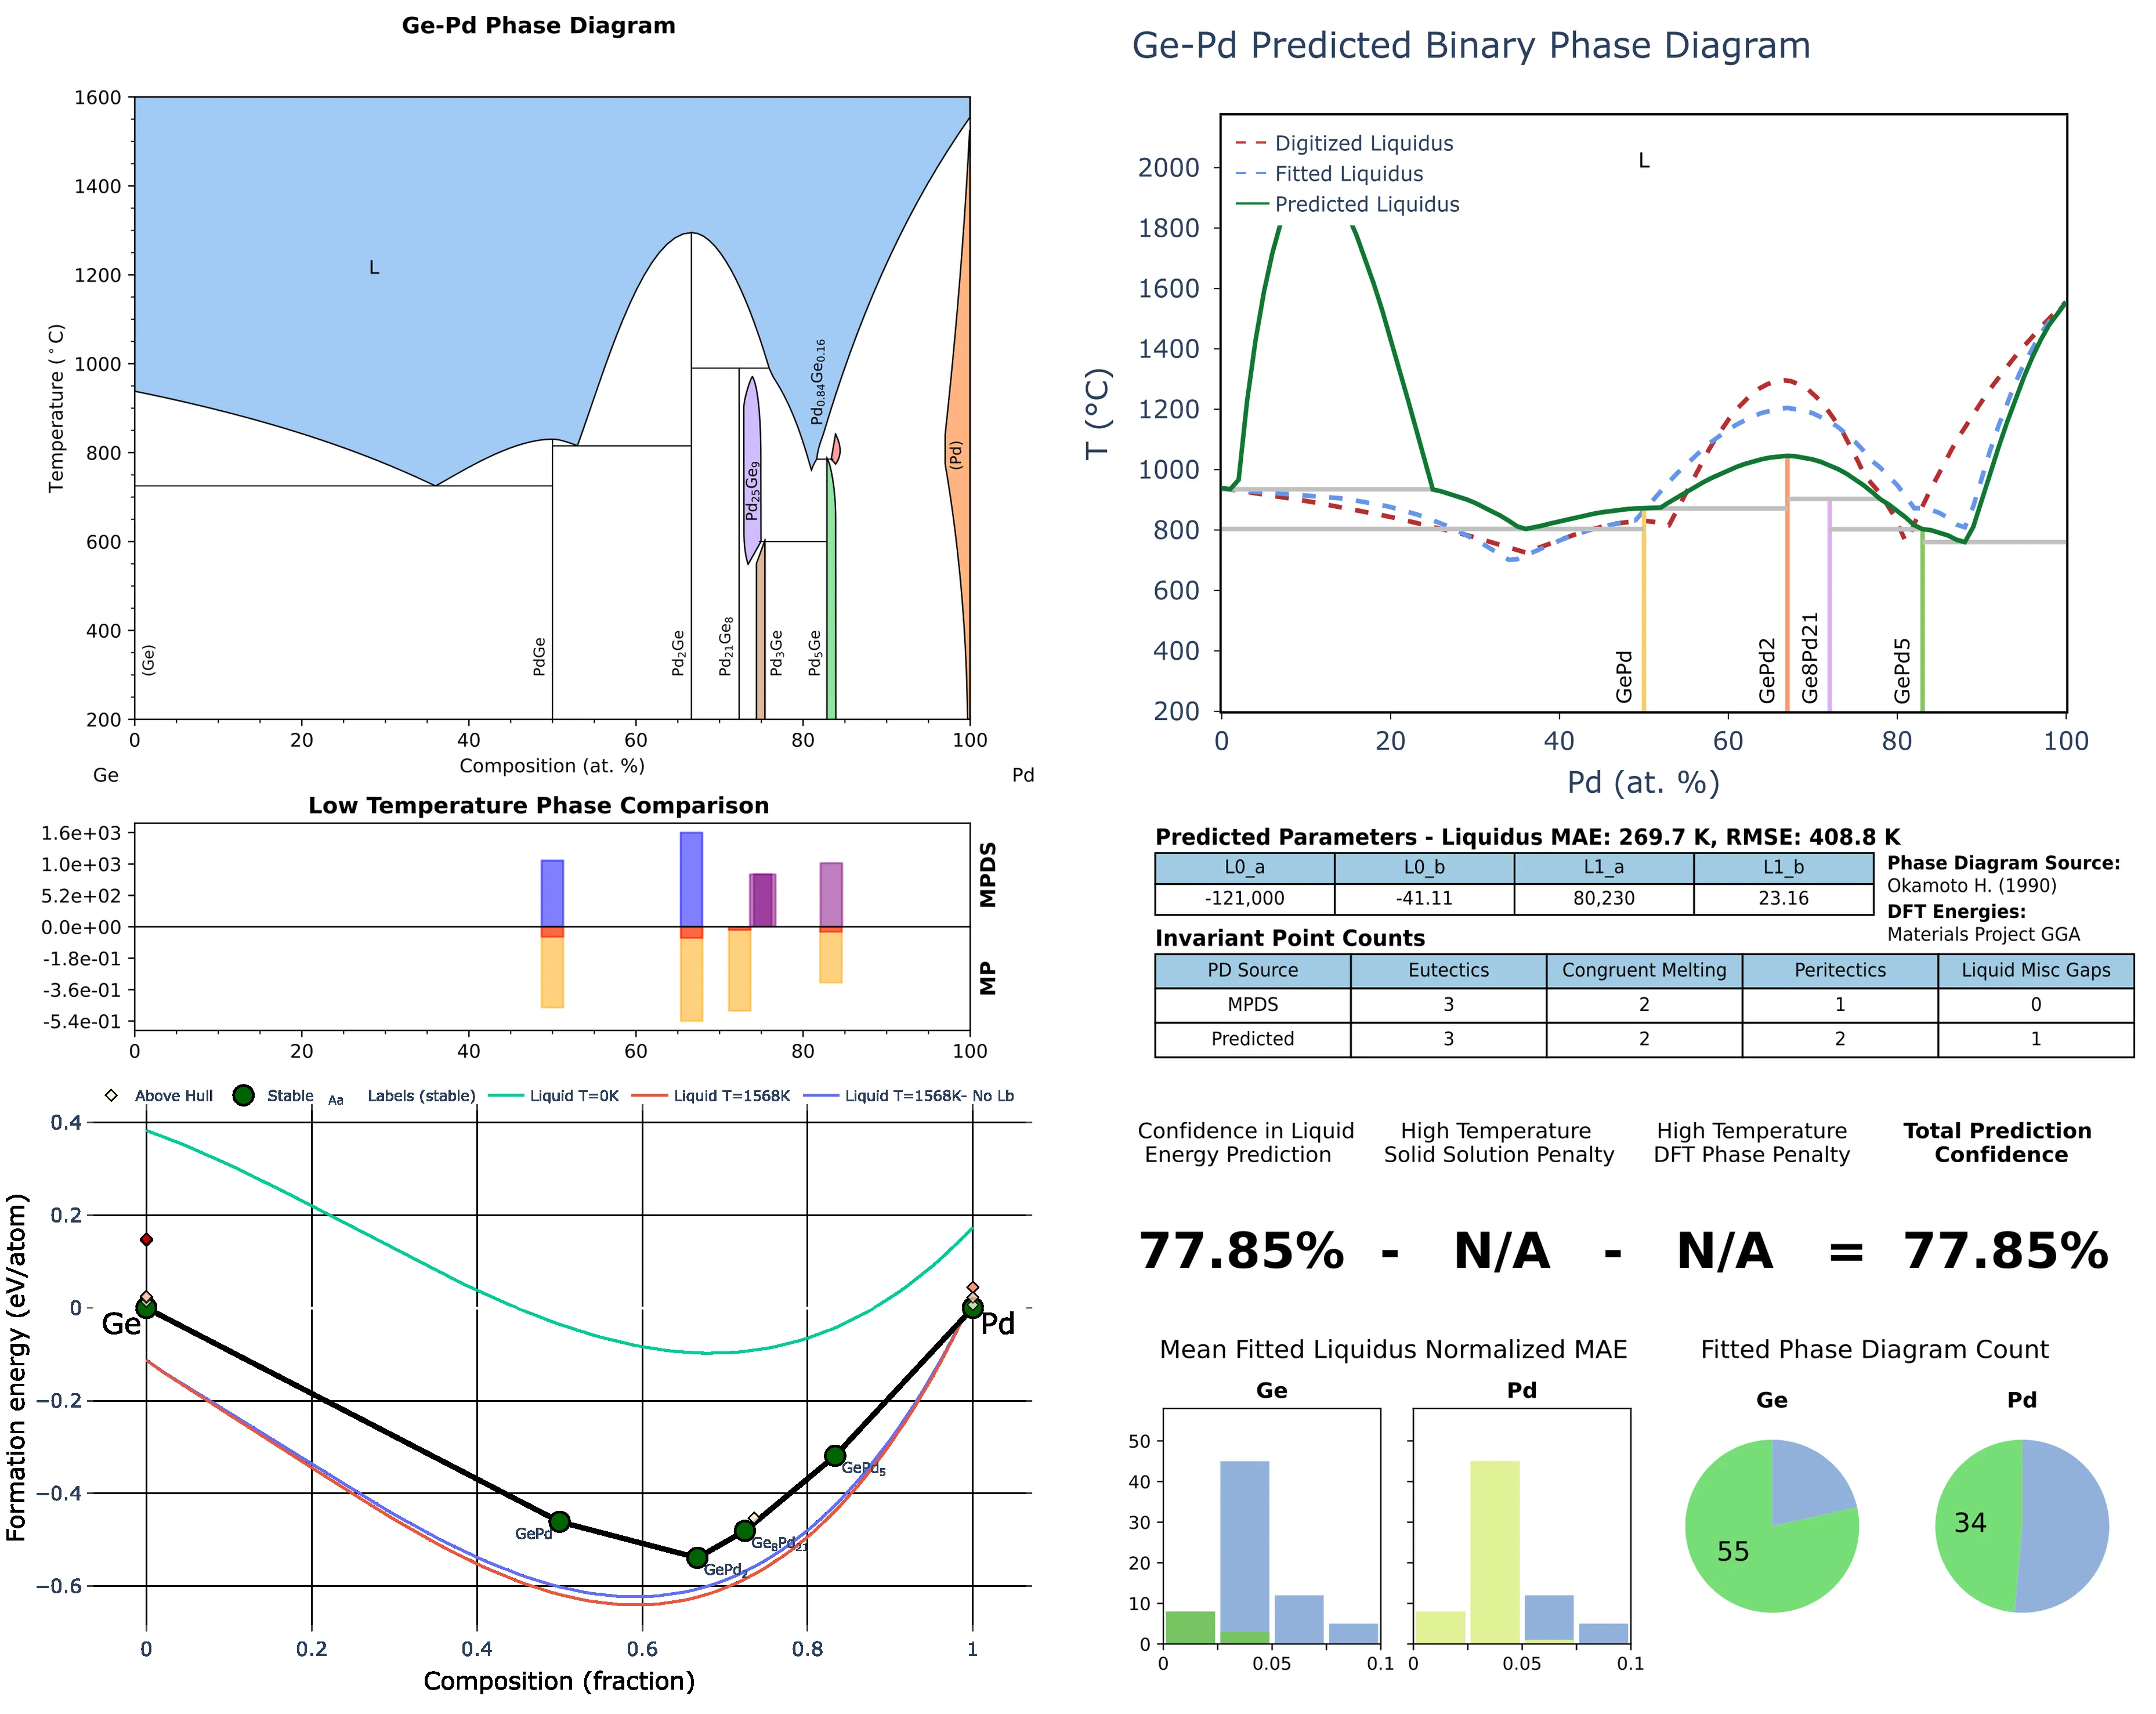 Ge-Pd Phase Diagram
1600
1400
1200
1000
800
600
400
200
Temperature (°C)
L
(Ge)
PdGe
Pd2Ge
Pd21Ge8
Pd25Ge9
Pd3Ge
Pd5Ge
Pd0.84Ge0.16
(Pd)
0 20 40 60 80 100
Composition (at. %)
Ge Pd
Low Temperature Phase Comparison
1.6e+03
1.0e+03
5.2e+02
0.0e+00
-1.8e-01
-3.6e-01
-5.4e-01
MPDS
MP
0 20 40 60 80 100
Above Hull Stable Aa Labels (stable) Liquid T=0K Liquid T=1568K Liquid T=1568K- No Lb
0.4
0.2
0
−0.2
−0.4
−0.6
Formation energy (eV/atom)
Ge
Pd
GePd
GePd2
Ge8Pd21
GePd5
0 0.2 0.4 0.6 0.8 1
Composition (fraction)
Ge-Pd Predicted Binary Phase Diagram
Digitized Liquidus
Fitted Liquidus
Predicted Liquidus
L
2000
1800
1600
1400
1200
1000
800
600
400
200
T (°C)
GePd
GePd2
Ge8Pd21
GePd5
0 20 40 60 80 100
Pd (at. %)
Predicted Parameters - Liquidus MAE: 269.7 K, RMSE: 408.8 K
L0_a L0_b L1_a L1_b
-121,000 -41.11 80,230 23.16
Phase Diagram Source:
Okamoto H. (1990)
DFT Energies:
Materials Project GGA
Invariant Point Counts
PD Source Eutectics Congruent Melting Peritectics Liquid Misc Gaps
MPDS 3 2 1 0
Predicted 3 2 2 1
Confidence in Liquid
Energy Prediction
High Temperature
Solid Solution Penalty
High Temperature
DFT Phase Penalty
Total Prediction
Confidence
77.85% - N/A - N/A = 77.85%
Mean Fitted Liquidus Normalized MAE
Ge Pd
50
40
30
20
10
0
0 0.05 0.1 0 0.05 0.1
Fitted Phase Diagram Count
Ge Pd
55 34